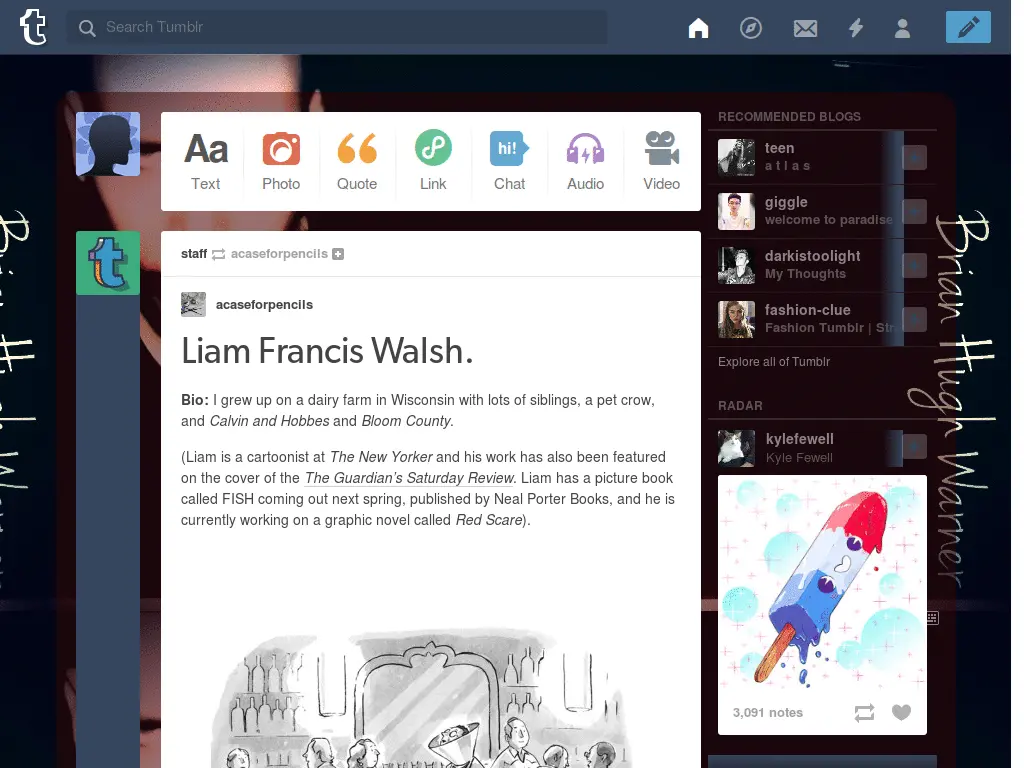 t
Search Tumblr
Aa
hi!
Text
Photo
Quote
Link
Chat
Audio
Video
staff acaseforpencils
acaseforpencils
Liam Francis Walsh.
Bio: I grew up on a dairy farm in Wisconsin with lots of siblings, a pet crow,
and Calvin and Hobbes and Bloom County.
(Liam is a cartoonist at The New Yorker and his work has also been featured
on the cover of the The Guardian’s Saturday Review. Liam has a picture book
called FISH coming out next spring, published by Neal Porter Books, and he is
currently working on a graphic novel called Red Scare).
RECOMMENDED BLOGS
teen
a t l a s
giggle
welcome to paradise
darkistoolight
My Thoughts
fashion-clue
Fashion Tumblr | Str
Explore all of Tumblr
RADAR
kylefewell
Kyle Fewell
3,091 notes
Brian Hugh Warner